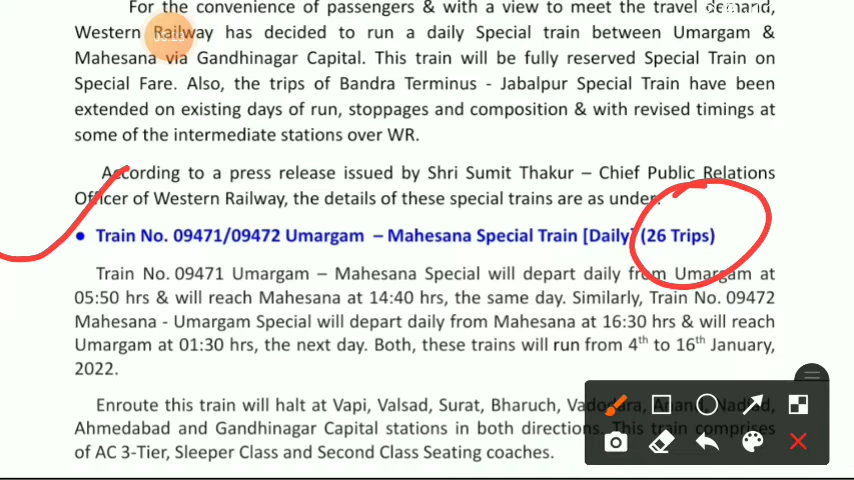 For the convenience of passengers & with a view to meet the travel demand,
Western Railway has decided to run a daily Special train between Umargam &
Mahesana via Gandhinagar Capital. This train will be fully reserved Special Train on
Special Fare. Also, the trips of Bandra Terminus - Jabalpur Special Train have been
extended on existing days of run, stoppages and composition & with revised timings at
some of the intermediate stations over WR.
According to a press release issued by Shri Sumit Thakur – Chief Public Relations
Officer of Western Railway, the details of these special trains are as under:
• Train No. 09471/09472 Umargam – Mahesana Special Train [Daily] (26 Trips)
Train No. 09471 Umargam – Mahesana Special will depart daily from Umargam at
05:50 hrs & will reach Mahesana at 14:40 hrs, the same day. Similarly, Train No. 09472
Mahesana - Umargam Special will depart daily from Mahesana at 16:30 hrs & will reach
Umargam at 01:30 hrs, the next day. Both, these trains will run from 4th to 16th January,
2022.
Enroute this train will halt at Vapi, Valsad, Surat, Bharuch, Vadodara, Anand, Nadiad,
Ahmedabad and Gandhinagar Capital stations in both directions. This train comprises
of AC 3-Tier, Sleeper Class and Second Class Seating coaches.